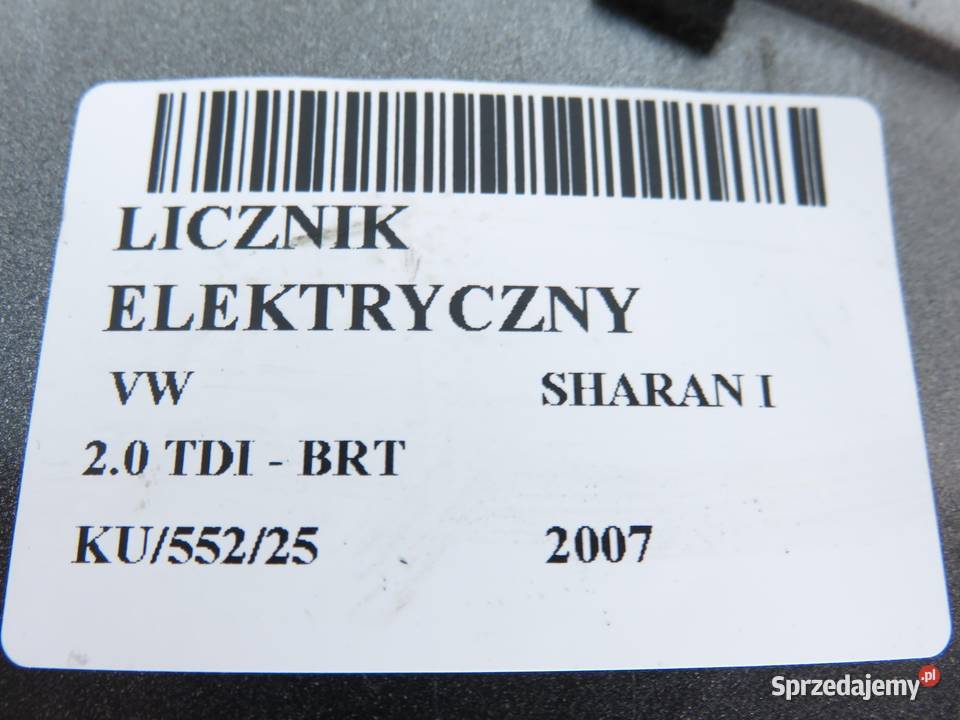 LICZNIK
ELEKTRYCZNY
VW SHARAN I
2.0 TDI - BRT
KU/552/25 2007
Sprzedajemy.pl